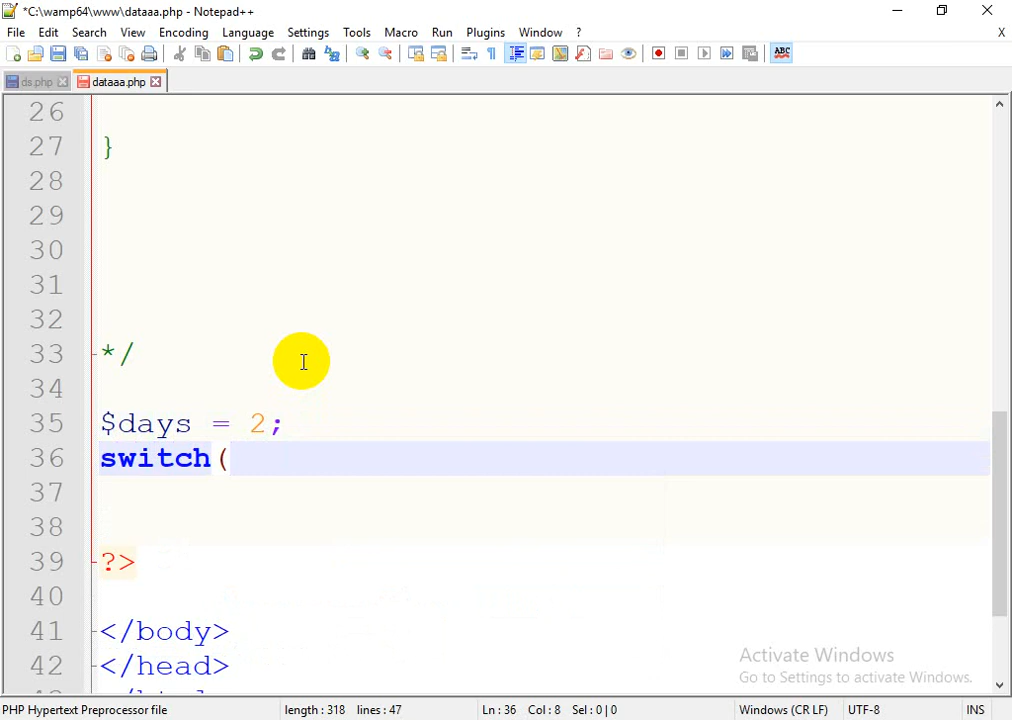 *C:\wamp64\www\dataaa.php - Notepad++
File Edit Search View Encoding Language Settings Tools Macro Run Plugins Window ? X
ABC
ds.php dataaa.php
26
27 }
28
29
30
31
32
33 */
34
35 $days = 2;
36 switch(
37
38
39 ?>
40
41 </body>
42 </head>
Activate Windows
Go to Settings to activate Windows.
PHP Hypertext Preprocessor file length : 318 lines : 47 Ln : 36 Col : 8 Sel : 0 | 0 Windows (CR LF) UTF-8 INS